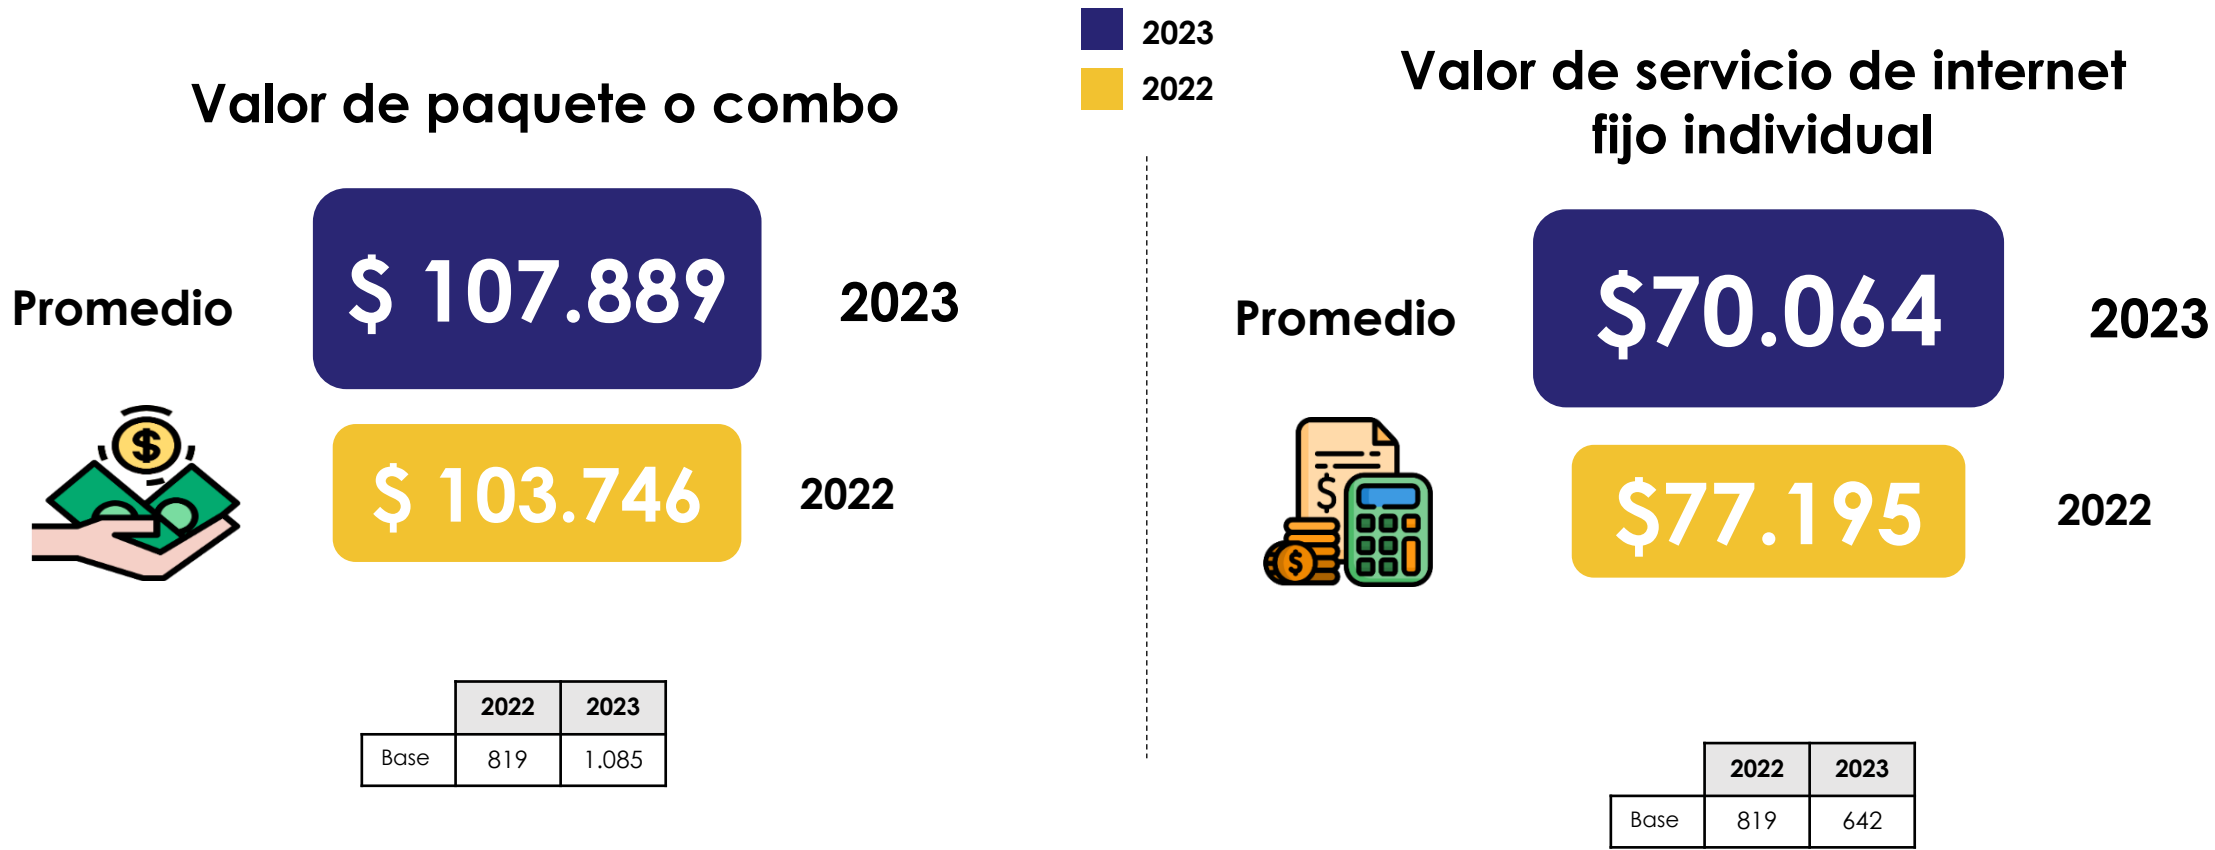 2023
2022
Valor de paquete o combo
Promedio
$ 107.889
2023
$ 103.746
2022
2022 2023
Base 819 1.085
Valor de servicio de internet
fijo individual
Promedio
$70.064
2023
$77.195
2022
2022 2023
Base 819 642